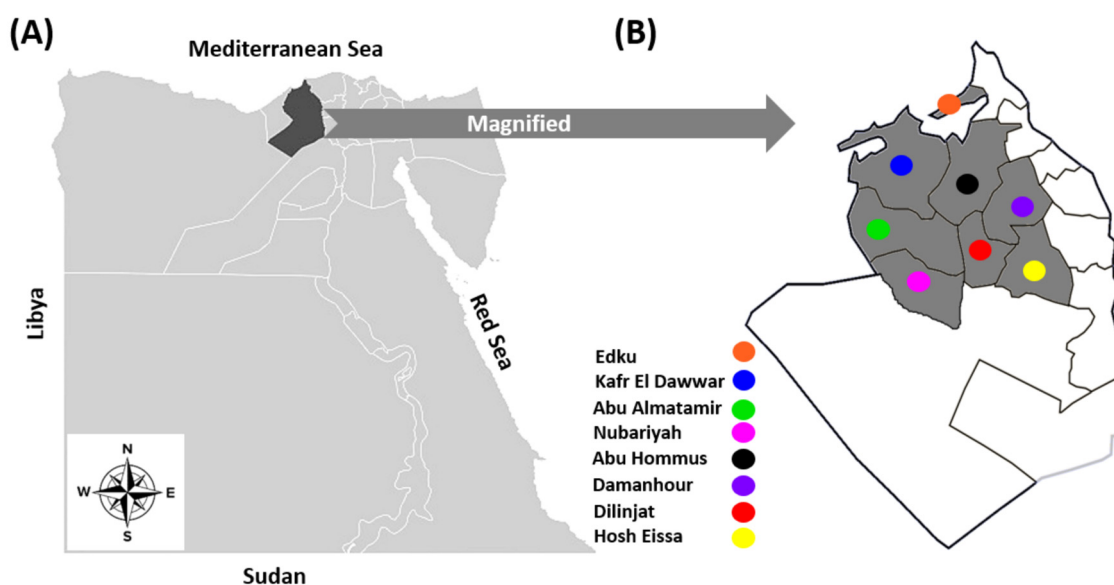 (A)
Mediterranean Sea
(B)
Magnified
Libya
Red Sea
Edku
Kafr El Dawwar
Abu Almatamir
Nubariyah
Abu Hommus
Damanhour
Dilinjat
Hosh Eissa
N
W
E
S
Sudan